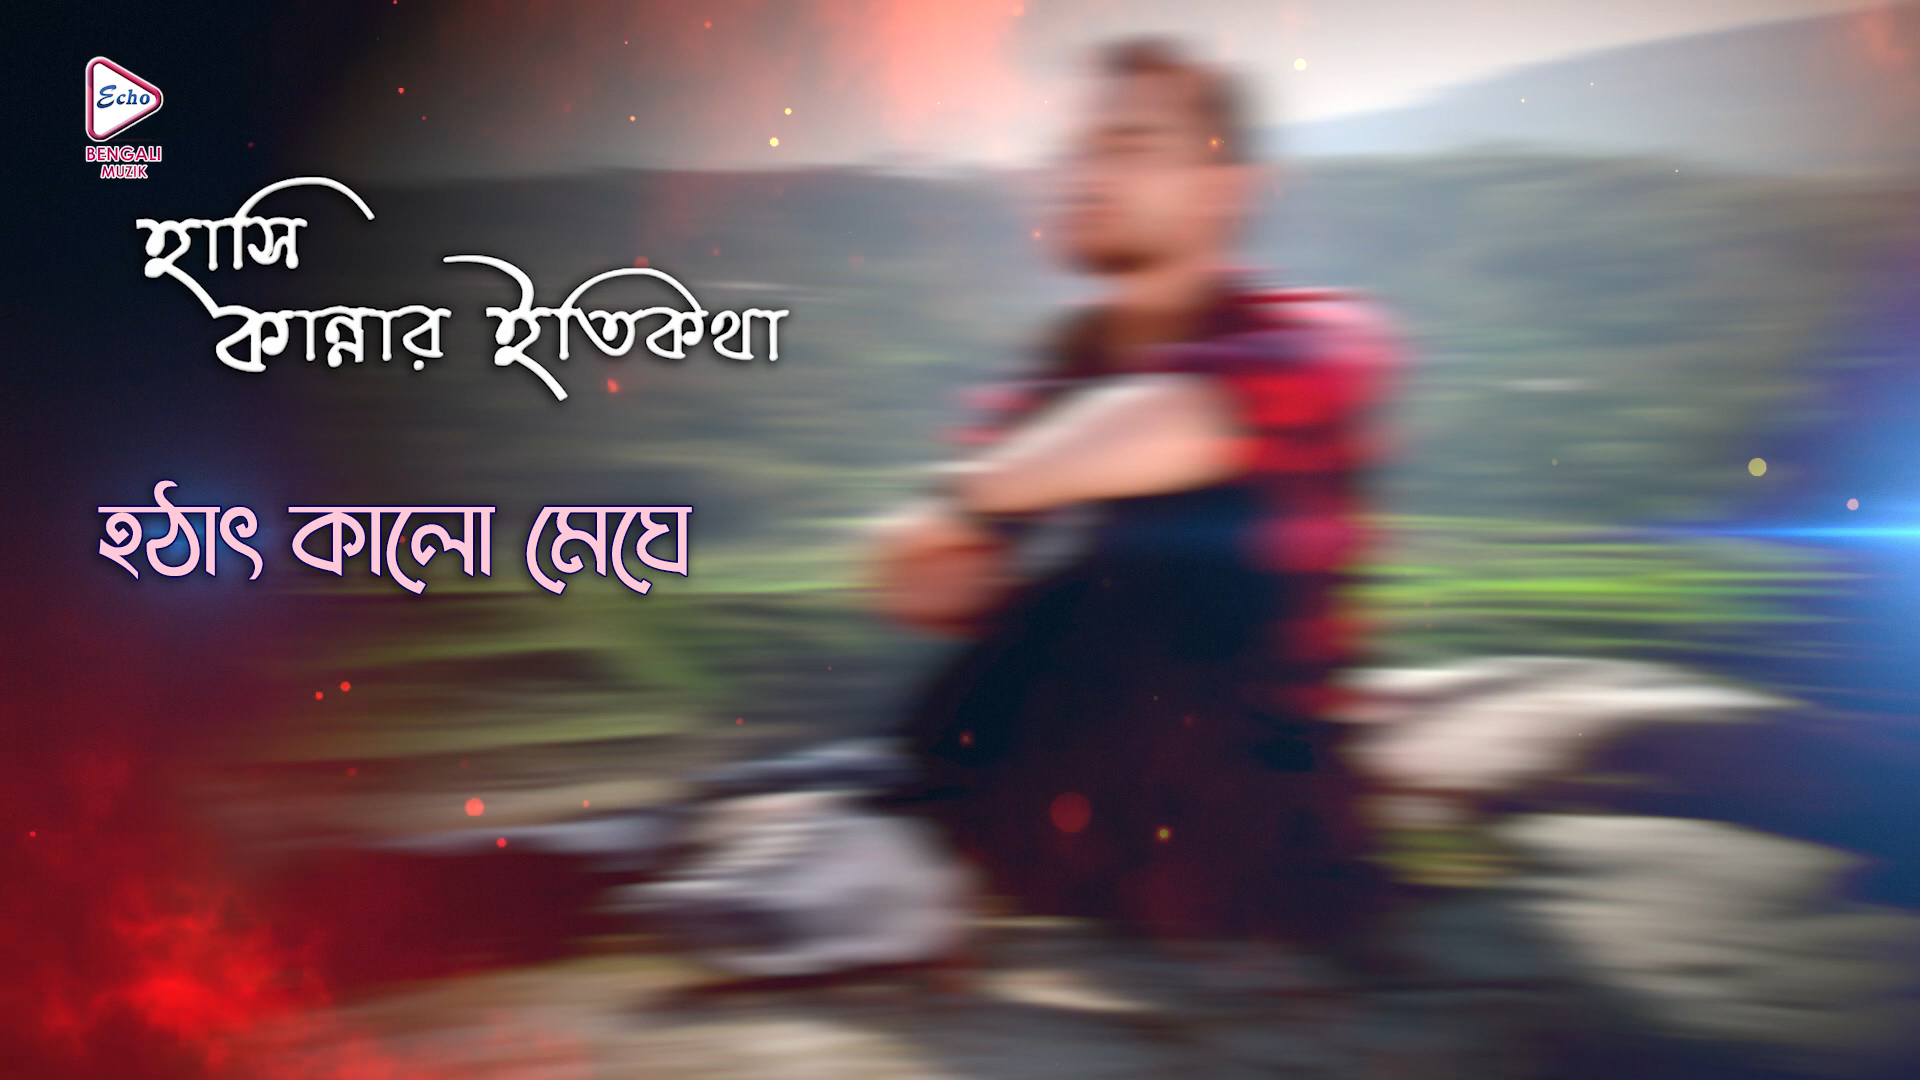 Echo
BENGALI
MUZIK
হাসি
কান্নার ইতিকথা
হঠাৎ কালো মেঘে